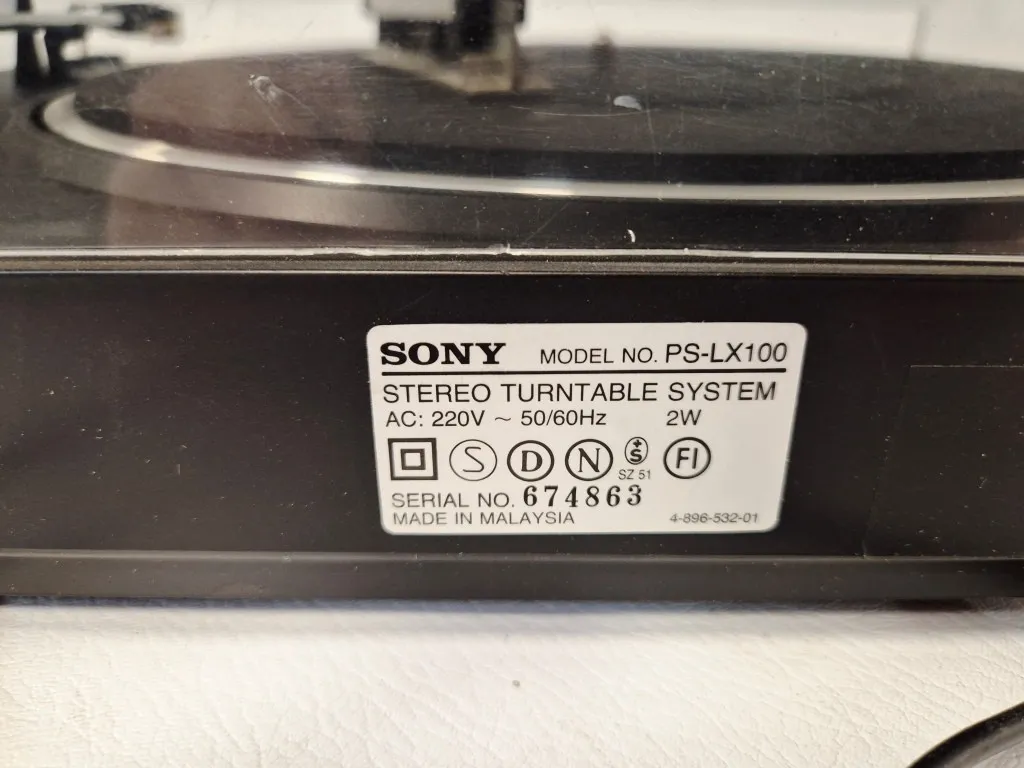 SONY MODEL NO. PS-LX100
STEREO TURNTABLE SYSTEM
AC: 220V ~ 50/60Hz 2W
S D N +S FI
SZ 51
SERIAL NO. 674863
MADE IN MALAYSIA 4-896-532-01